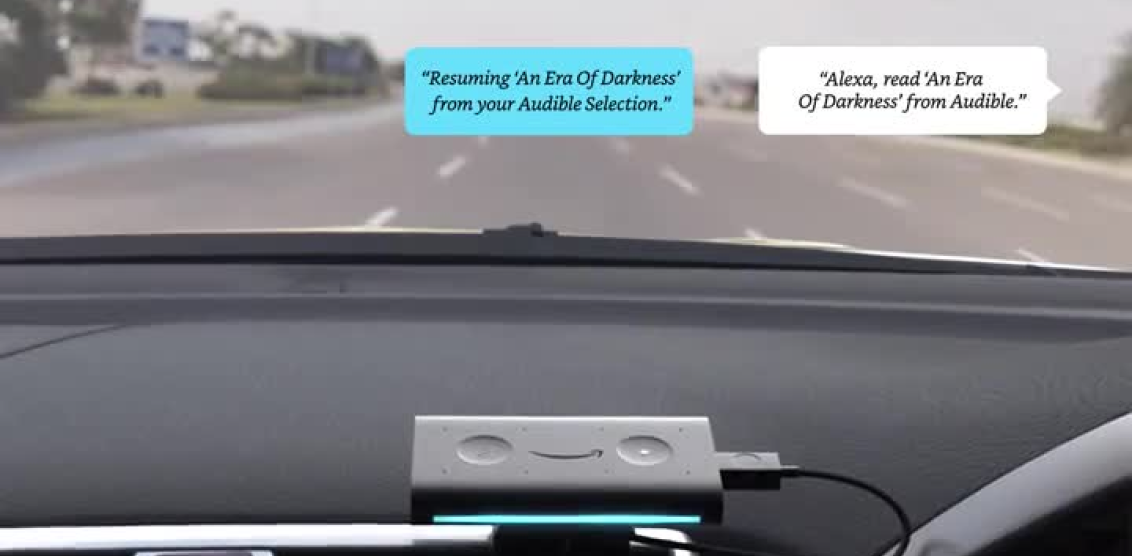 “Resuming ‘An Era Of Darkness’
from your Audible Selection.”
“Alexa, read ‘An Era
Of Darkness’ from Audible.”